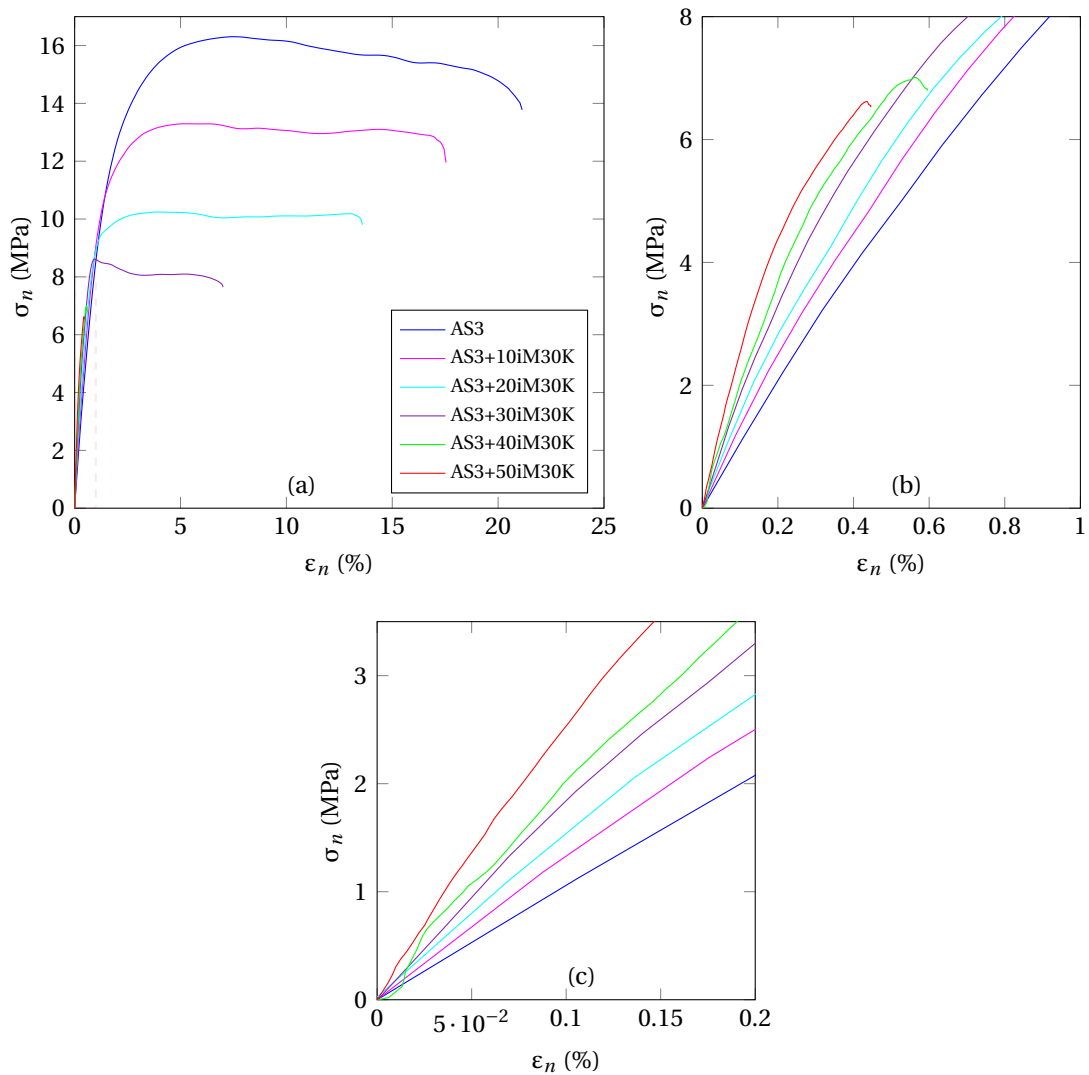 0
2
4
6
8
10
12
14
16
0
5
10
15
20
25
σn (MPa)
εn (%)
AS3
AS3+10iM30K
AS3+20iM30K
AS3+30iM30K
AS3+40iM30K
AS3+50iM30K
(a)
0
2
4
6
8
0
0.2
0.4
0.6
0.8
1
σn (MPa)
εn (%)
(b)
0
1
2
3
0
5 · 10⁻²
0.1
0.15
0.2
σn (MPa)
εn (%)
(c)